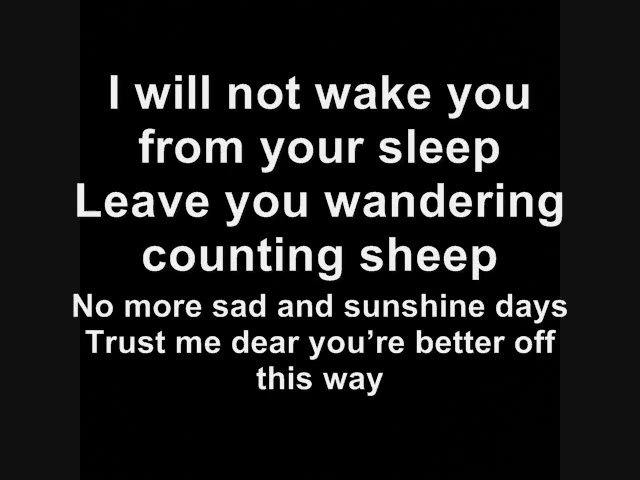 I will not wake you
from your sleep
Leave you wandering
counting sheep
No more sad and sunshine days
Trust me dear you’re better off
this way